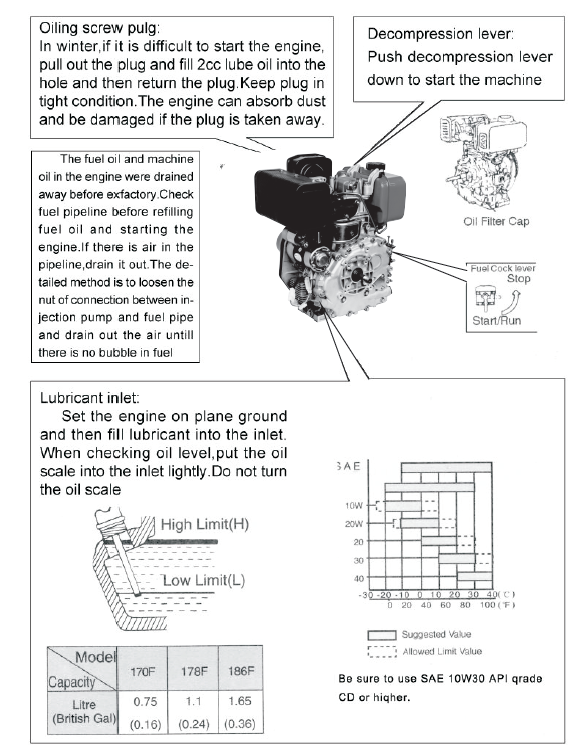 Oiling screw pulg:
In winter,if it is difficult to start the engine,
pull out the plug and fill 2cc lube oil into the
hole and then return the plug.Keep plug in
tight condition.The engine can absorb dust
and be damaged if the plug is taken away.
Decompression lever:
Push decompression lever
down to start the machine
The fuel oil and machine
oil in the engine were drained
away before exfactory.Check
fuel pipeline before refilling
fuel oil and starting the
engine.If there is air in the
pipeline,drain it out.The de-
tailed method is to loosen the
nut of connection between in-
jection pump and fuel pipe
and drain out the air untill
there is no bubble in fuel
Oil Filter Cap
Fuel Cock lever
Stop
Start/Run
Lubricant inlet:
Set the engine on plane ground
and then fill lubricant into the inlet.
When checking oil level,put the oil
scale into the inlet lightly.Do not turn
the oil scale
High Limit(H)
Low Limit(L)
Model
Capacity
170F 178F 186F
Litre
(British Gal)
0.75 1.1 1.65
(0.16) (0.24) (0.36)
SAE
10W
20W
20
30
40
-30 -20 -10 0 10 20 30 40(°C)
0 20 40 60 80 100(°F)
Suggested Value
Allowed Limit Value
Be sure to use SAE 10W30 API qrade
CD or hiqher.